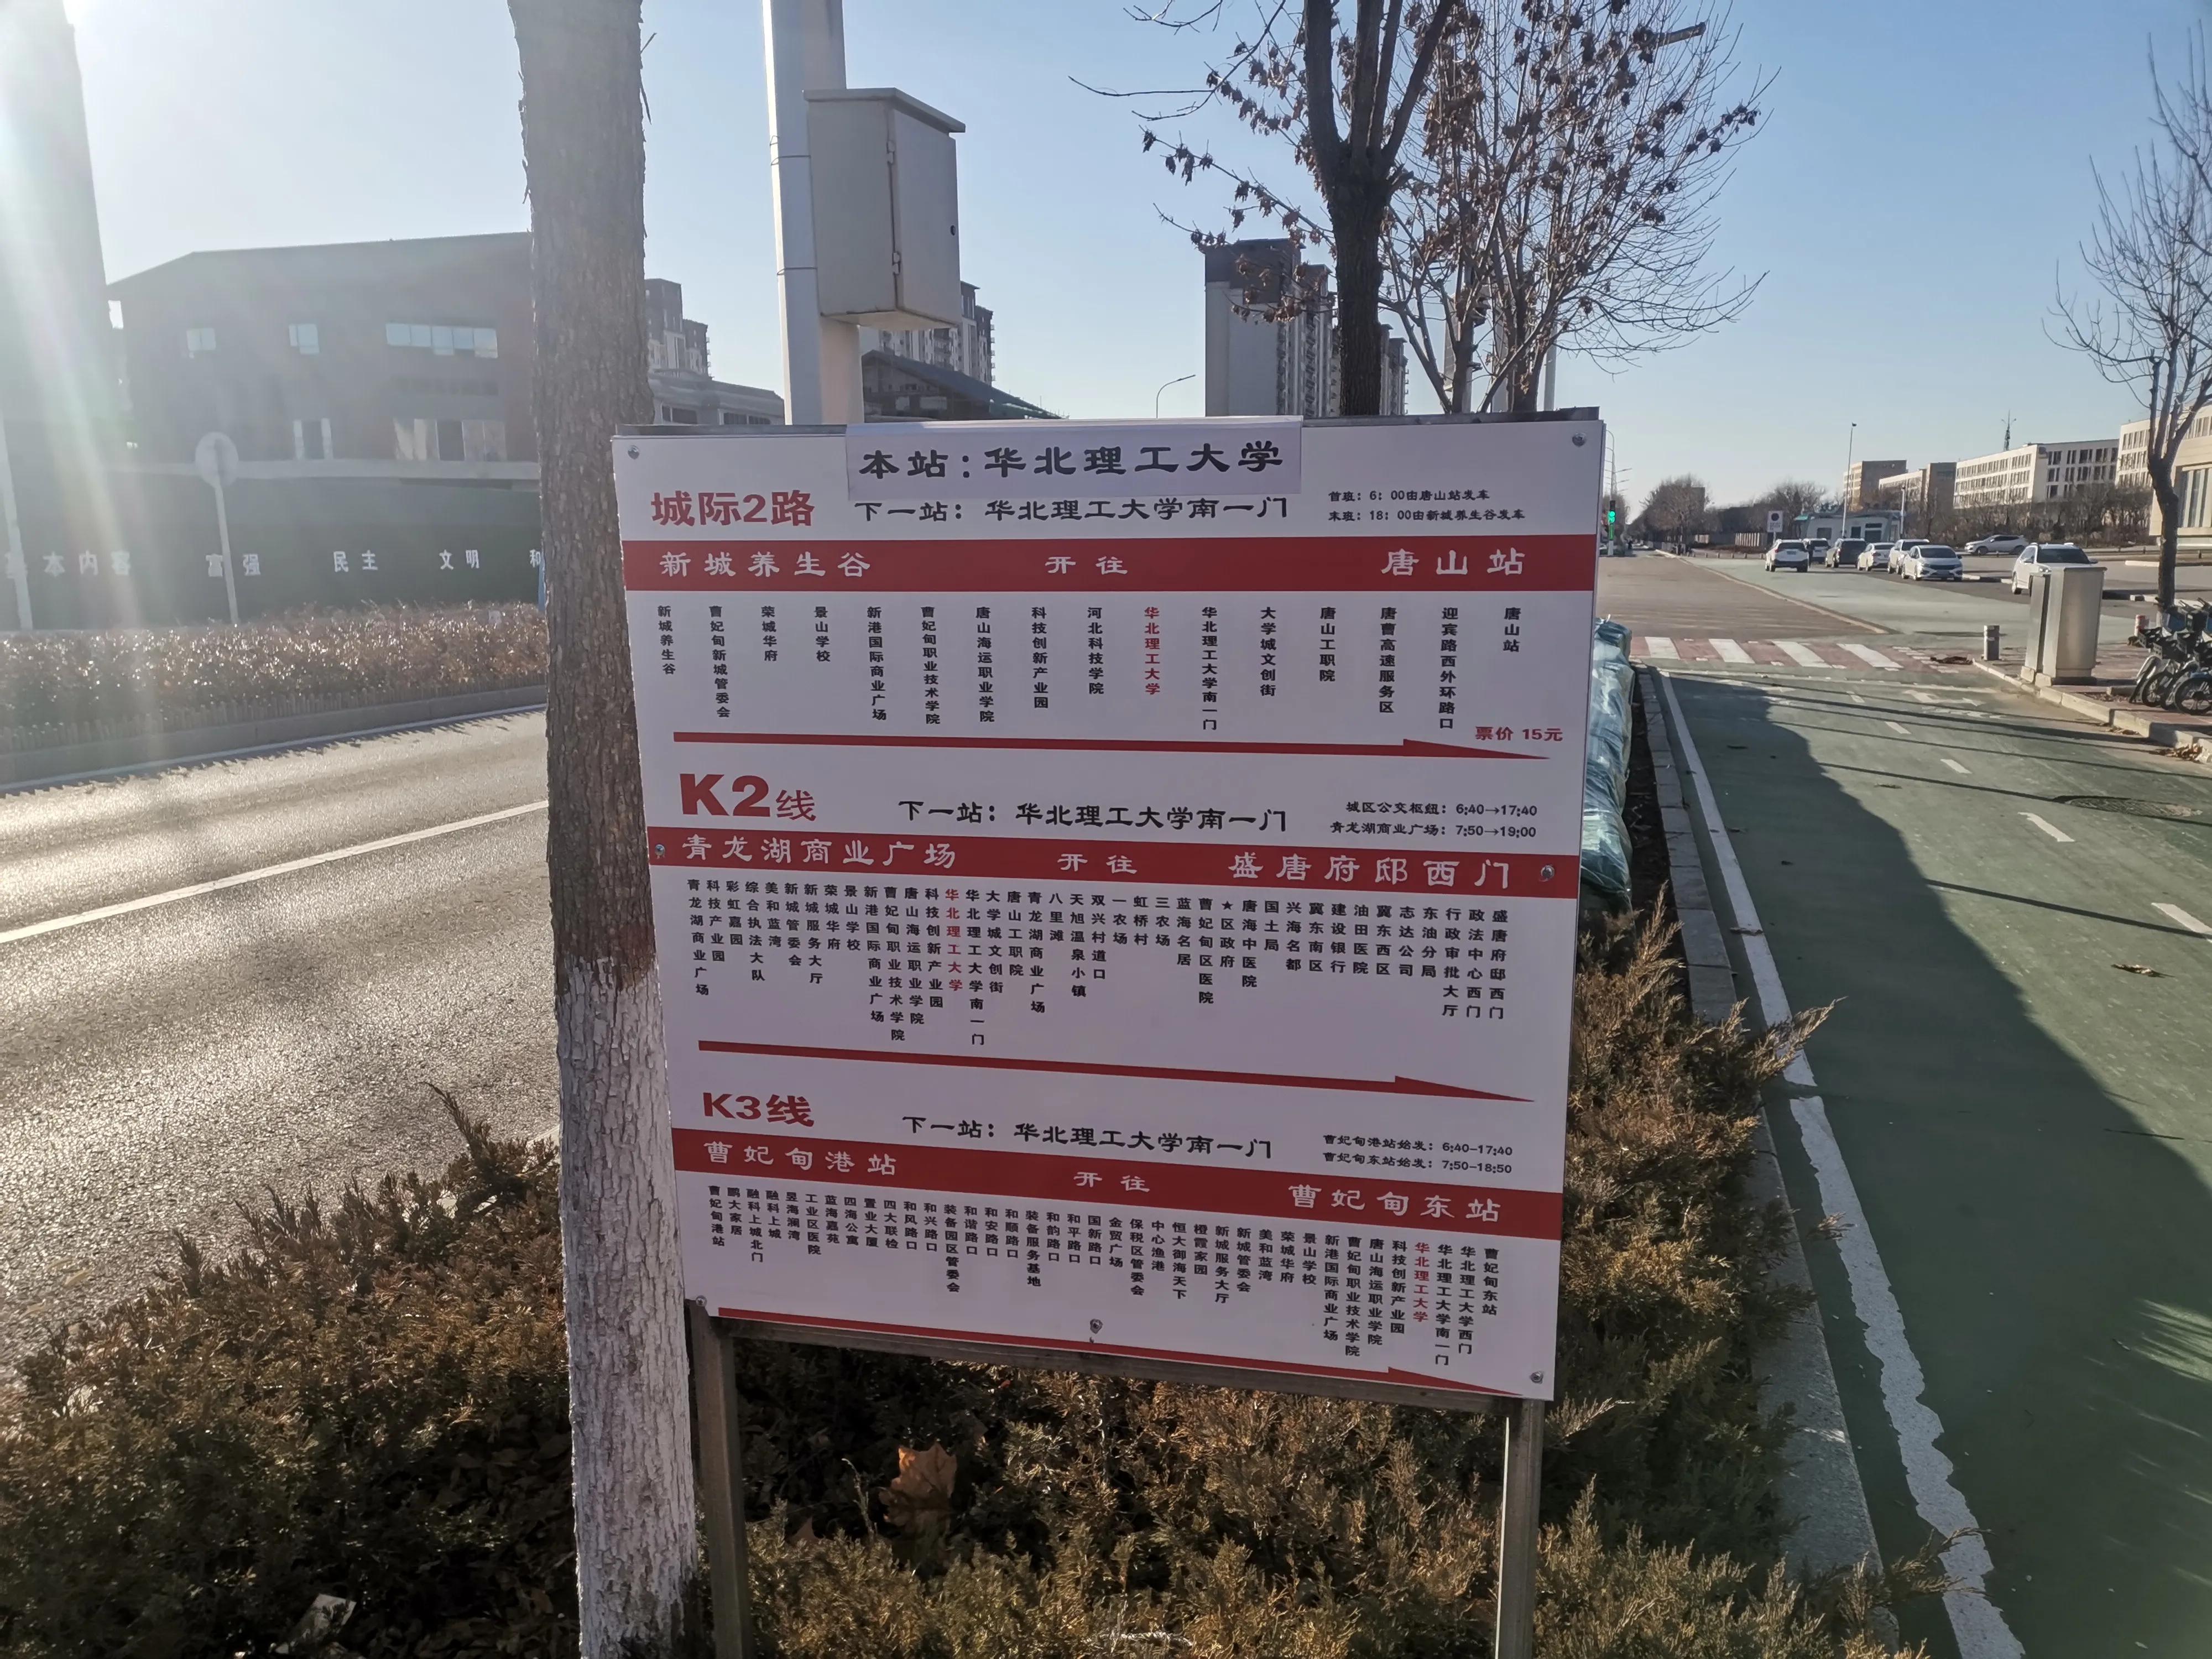 基本内容 富强 民主 文明 和
本站:华北理工大学
城际2路
下一站：华北理工大学南一门
首班：6：00由唐山站发车
末班：18：00由新城养生谷发车
新城养生谷 开往 唐山站
新城养生谷
曹妃甸新城管委会
荣城华府
景山学校
新港国际商业广场
曹妃甸职业技术学院
唐山海运职业学院
科技创新产业园
河北科技学院
华北理工大学
华北理工大学南一门
大学城文创街
唐山工职院
唐曹高速服务区
迎宾路西外环路口
唐山站
票价 15元
K2线
下一站：华北理工大学南一门
城区公交枢纽：6:40→17:40
青龙湖商业广场：7:50→19:00
青龙湖商业广场 开往 盛唐府邸西门
青龙湖商业广场
科技产业园
彩虹嘉园
综合执法大队
美和蓝湾
新城管委会
新城服务大厅
荣城华府
景山学校
新港国际商业广场
曹妃甸职业技术学院
唐山海运职业学院
科技创新产业园
华北理工大学
华北理工大学南一门
大学城文创街
唐山工职院
青龙湖商业广场
八里滩
天旭温泉小镇
双兴村道口
一农场
虹桥村
三农场
蓝海名居
曹妃甸区医院
★区政府
唐海中医院
国土局
兴海名都
冀东南区
建设银行
油田医院
冀东西区
志达公司
东油分局
行政审批大厅
政法中心西门
盛唐府邸西门
K3线
下一站：华北理工大学南一门
曹妃甸港站始发：6:40-17:40
曹妃甸东站始发：7:50-18:50
曹妃甸港站 开往 曹妃甸东站
曹妃甸港站
鹏大家居
融科上城北门
融科上城
昱海澜湾
工业区医院
蓝海嘉苑
四海公寓
壹业大厦
四大联检
和风路口
和兴路口
装备园区管委会
和谐路口
和安路口
和顺路口
装备服务基地
和韵路口
和平路口
国新路口
金贸广场
保税区管委会
中心渔港
恒大御海天下
橙霞家园
新城服务大厅
新城管委会
美和蓝湾
荣城华府
景山学校
新港国际商业广场
曹妃甸职业技术学院
唐山海运职业学院
科技创新产业园
华北理工大学
华北理工大学南一门
华北理工大学西门
曹妃甸东站